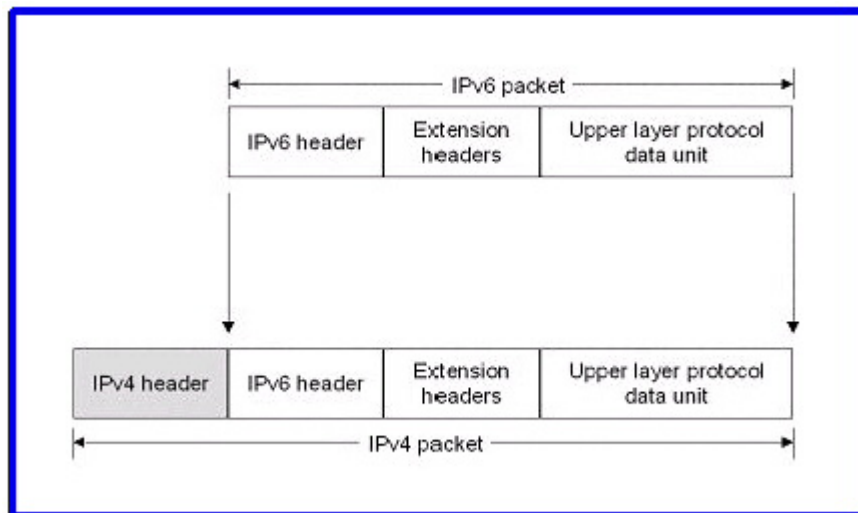 IPv6 packet
IPv6 header
Extension
headers
Upper layer protocol
data unit
IPv4 header
IPv6 header
Extension
headers
Upper layer protocol
data unit
IPv4 packet